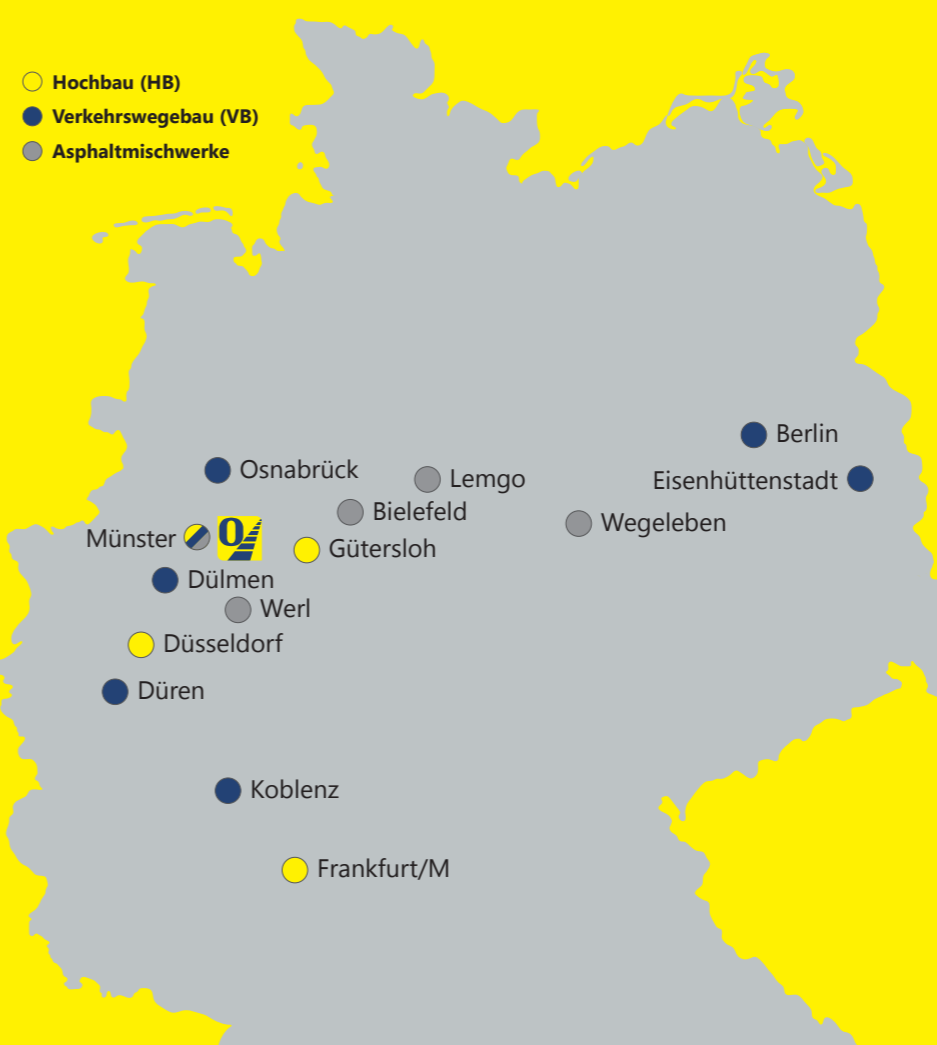 Hochbau (HB)
Verkehrswegebau (VB)
Asphaltmischwerke
Berlin
Osnabrück
Lemgo
Eisenhüttenstadt
Bielefeld
Wegeleben
Münster
Gütersloh
Dülmen
Werl
Düsseldorf
Düren
Koblenz
Frankfurt/M